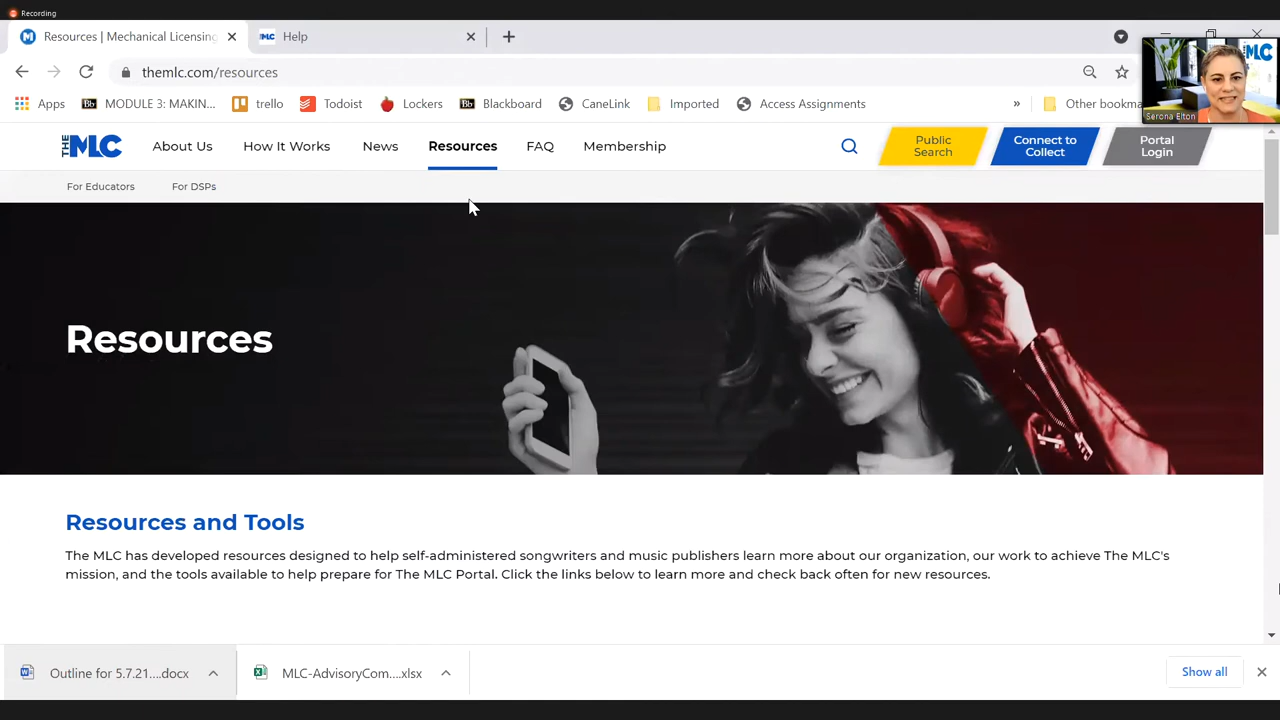 Recording
Resources | Mechanical Licensing
Help
themlc.com/resources
Apps
MODULE 3: MAKIN...
trello
Todoist
Lockers
Blackboard
CaneLink
Imported
Access Assignments
»
Other bookma
MLC
Serona Elton
THE MLC
About Us
How It Works
News
Resources
FAQ
Membership
Public Search
Connect to Collect
Portal Login
For Educators
For DSPs
Resources
Resources and Tools
The MLC has developed resources designed to help self-administered songwriters and music publishers learn more about our organization, our work to achieve The MLC's
mission, and the tools available to help prepare for The MLC Portal. Click the links below to learn more and check back often for new resources.
Outline for 5.7.21....docx
MLC-AdvisoryCom....xlsx
Show all